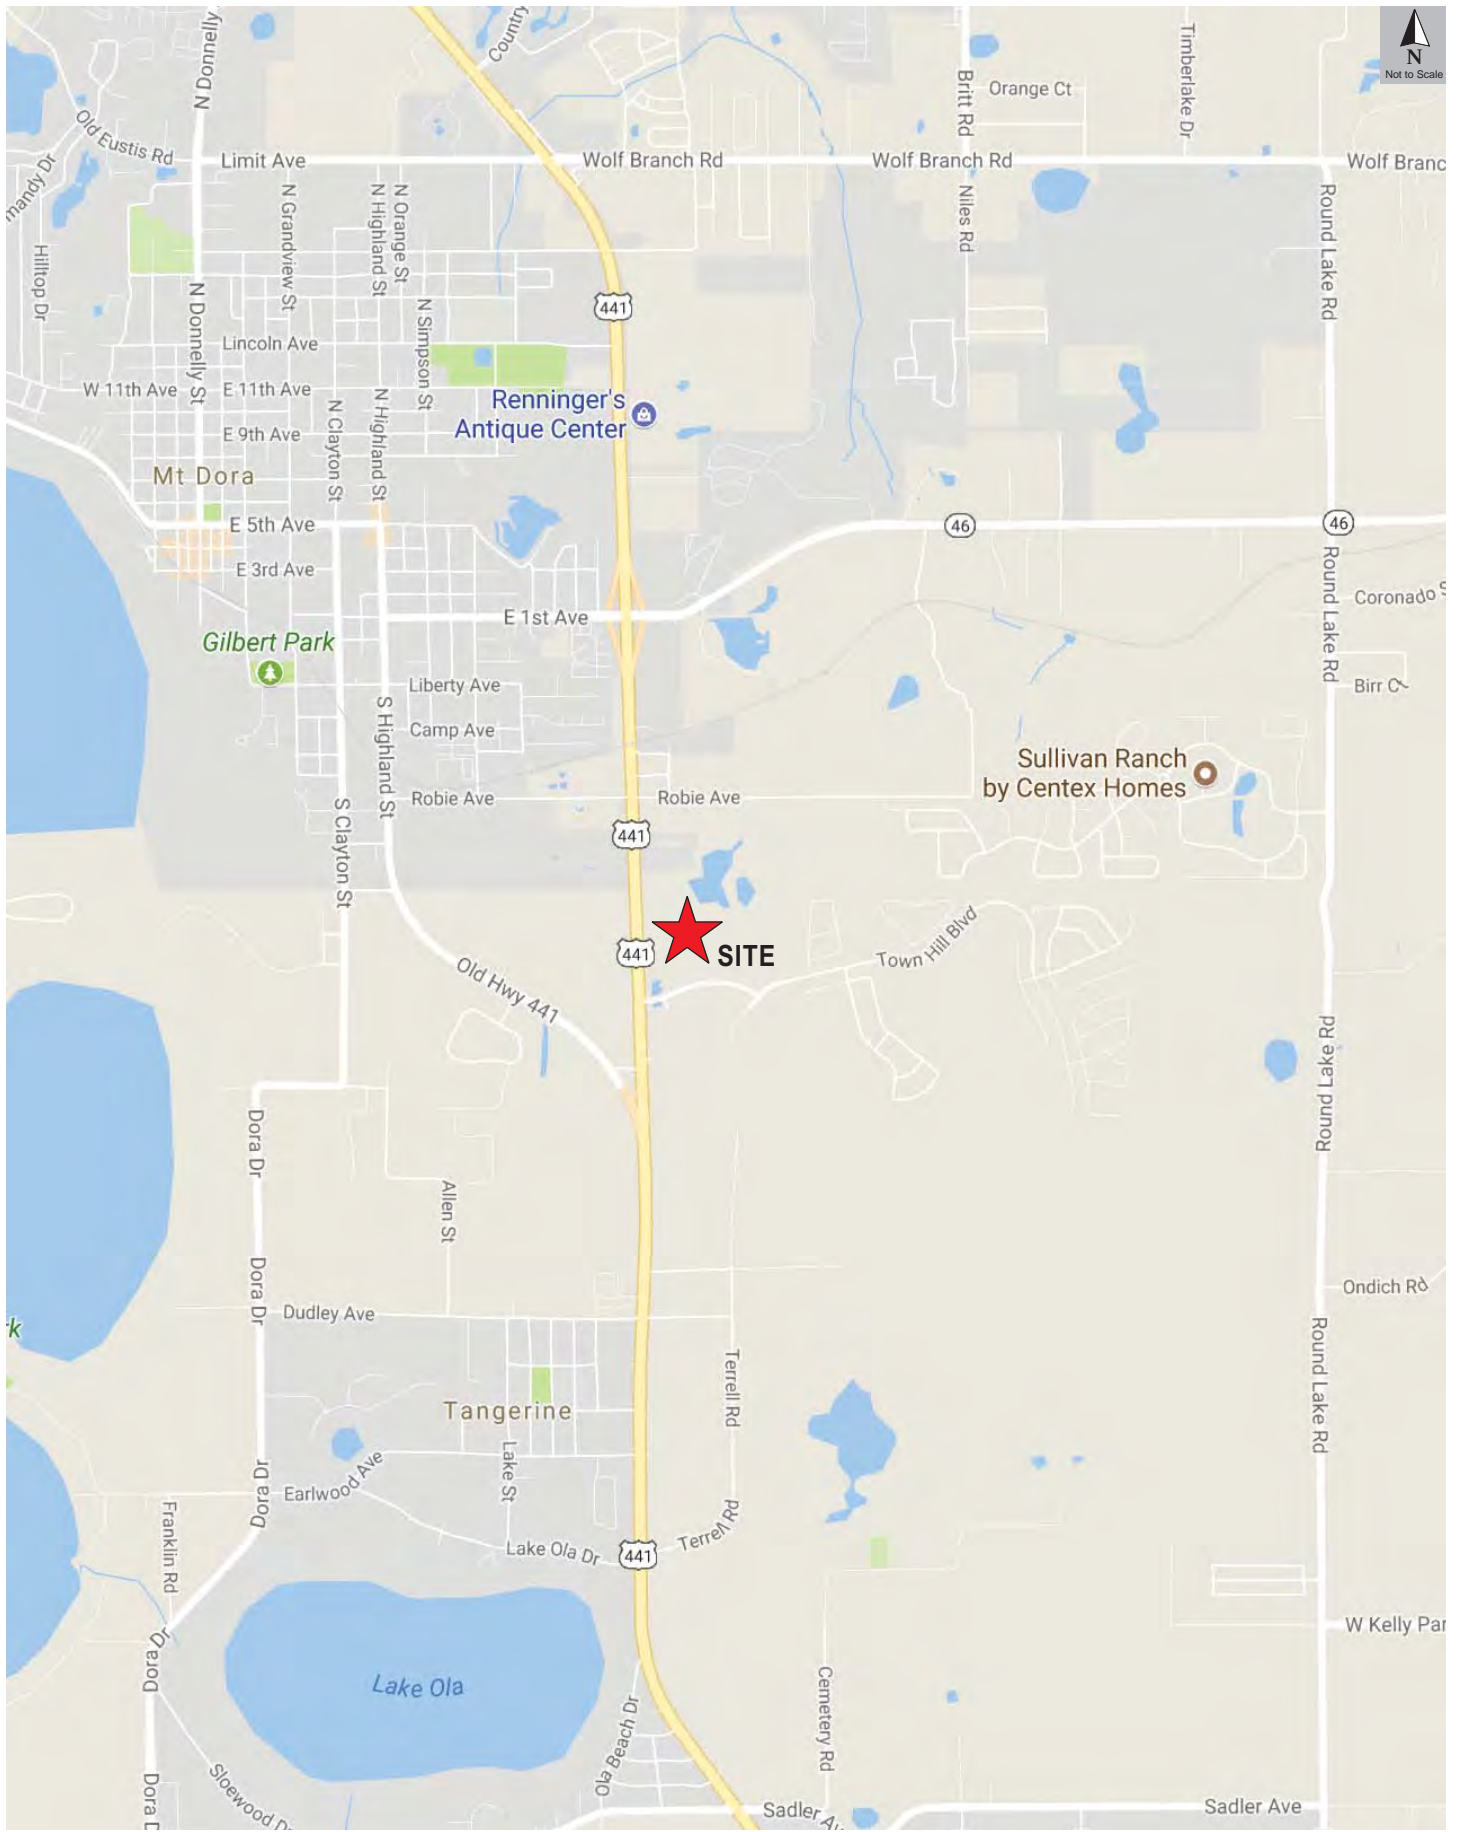 N Donnelly
Country
N
Not to Scale
Timberlake Dr
Britt Rd
Orange Ct
Old Eustis Rd
Limit Ave
Wolf Branch Rd
Wolf Branch Rd
Wolf Branc
mandy Dr
N Grandview St
N Highland St
N Orange St
Niles Rd
Round Lake Rd
Hilltop Dr
N Donnelly St
441
N Simpson St
Lincoln Ave
W 11th Ave
E 11th Ave
Renninger's
Antique Center
N Clayton St
N Highland St
E 9th Ave
Mt Dora
E 5th Ave
46
46
E 3rd Ave
Round Lake Rd
Coronado S
E 1st Ave
Gilbert Park
Liberty Ave
Birr Ct
S Highland St
Camp Ave
Sullivan Ranch
by Centex Homes
Robie Ave
Robie Ave
S Clayton St
441
441
SITE
Town Hill Blvd
Old Hwy 441
Round Lake Rd
Dora Dr
Allen St
Dora Dr
Ondich Rd
Dudley Ave
rk
Round Lake Rd
Terrell Rd
Tangerine
Lake St
Dora Dr
Earlwood Ave
Franklin Rd
Terrell Rd
Lake Ola Dr
441
W Kelly Par
Dora Dr
Lake Ola
Cemetery Rd
Ola Beach Dr
Dora D
Sloewood Dr
Sadler Av
Sadler Ave